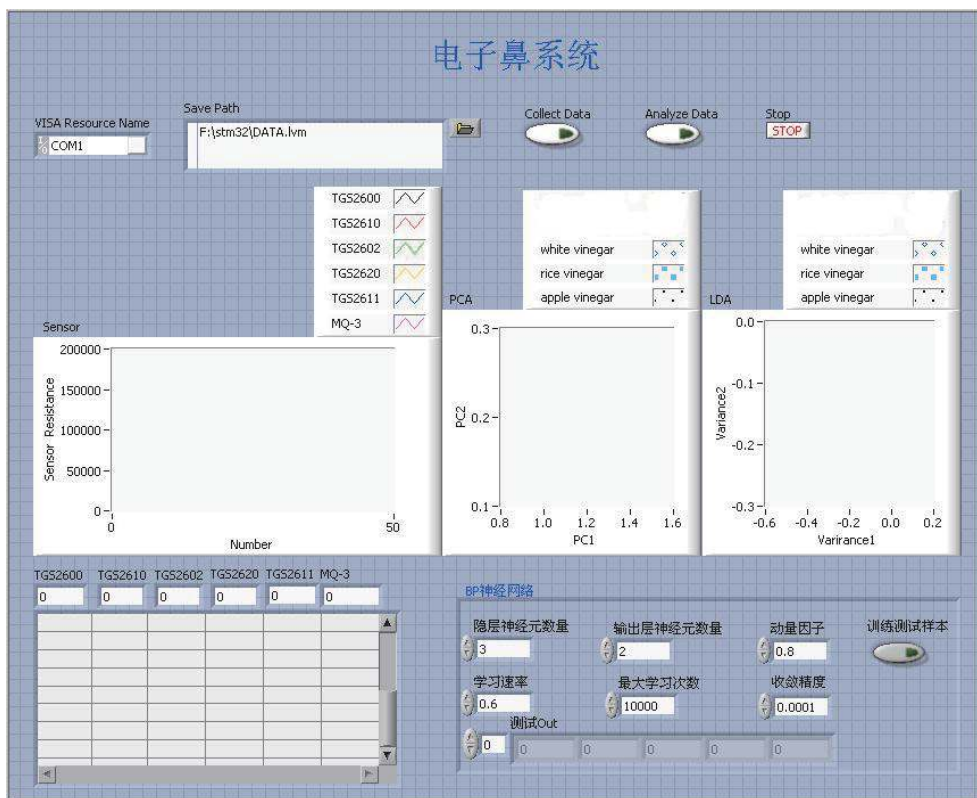 电子鼻系统
VISA Resource Name
COM1
Save Path
F:\stm32\DATA.lvm
Collect Data
Analyze Data
Stop
STOP
TGS2600
TGS2610
TGS2602
TGS2620
TGS2611
MQ-3
Sensor
200000
150000
100000
50000
0
Sensor Resistance
0
50
Number
white vinegar
rice vinegar
apple vinegar
PCA
0.3
0.2
0.1
PC2
0.8 1.0 1.2 1.4 1.6
PC1
white vinegar
rice vinegar
apple vinegar
LDA
0.0
-0.1
-0.2
-0.3
Variance2
-0.6 -0.4 -0.2 0.0 0.2
Varirance1
TGS2600 TGS2610 TGS2602 TGS2620 TGS2611 MQ-3
0 0 0 0 0 0
BP神经网络
隐层神经元数量 输出层神经元数量 动量因子 训练测试样本
3 2 0.8
学习速率 最大学习次数 收敛精度
0.6 10000 0.0001
测试Out
0 0 0 0 0 0